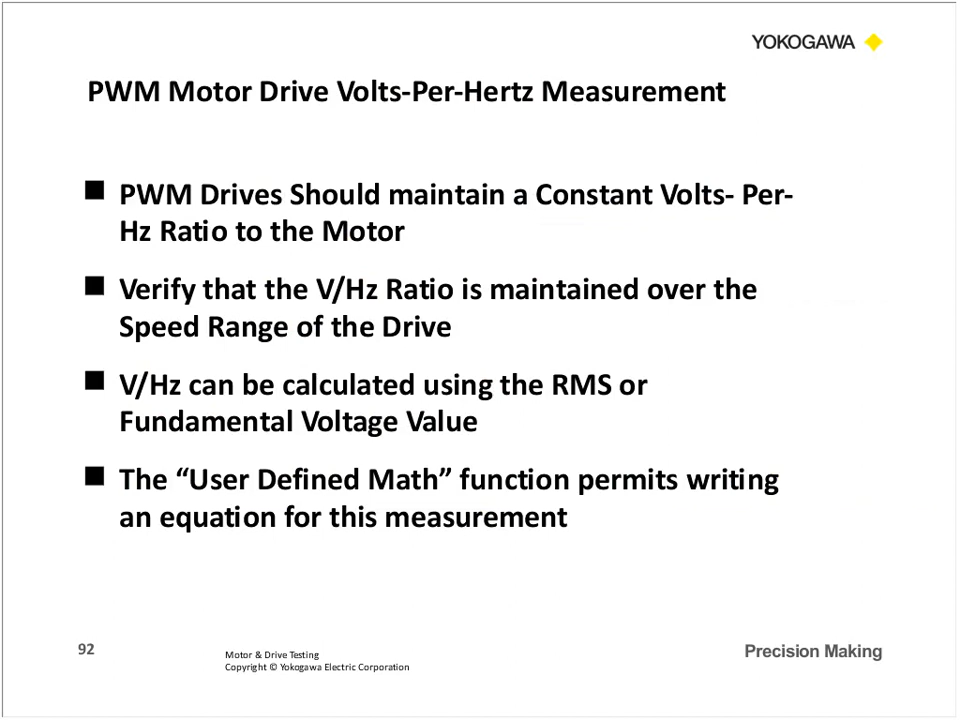 YOKOGAWA
PWM Motor Drive Volts-Per-Hertz Measurement
PWM Drives Should maintain a Constant Volts- Per-
Hz Ratio to the Motor
Verify that the V/Hz Ratio is maintained over the
Speed Range of the Drive
V/Hz can be calculated using the RMS or
Fundamental Voltage Value
The “User Defined Math” function permits writing
an equation for this measurement
92
Motor & Drive Testing
Copyright © Yokogawa Electric Corporation
Precision Making